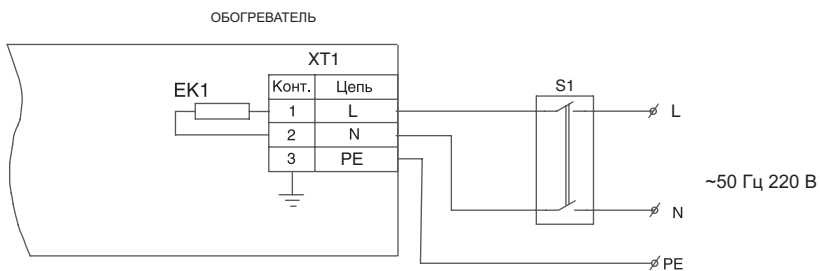 ОБОГРЕВАТЕЛЬ
XT1
EK1
Конт. Цепь
S1
1 L
L
2 N
3 PE
~50 Гц 220 В
N
PE